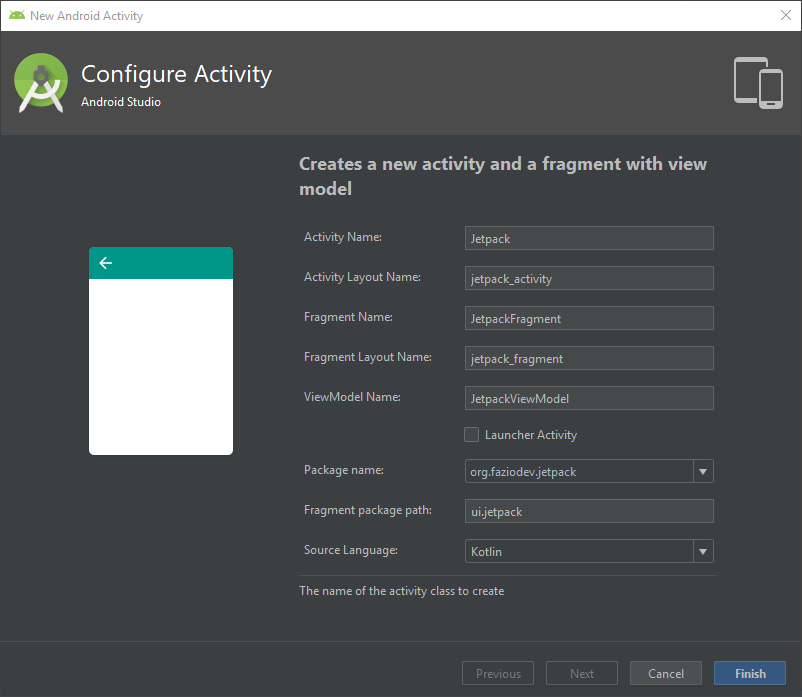 New Android Activity
Configure Activity
Android Studio
Creates a new activity and a fragment with view
model
Activity Name: Jetpack
Activity Layout Name: jetpack_activity
Fragment Name: JetpackFragment
Fragment Layout Name: jetpack_fragment
ViewModel Name: JetpackViewModel
Launcher Activity
Package name: org.faziodev.jetpack
Fragment package path: ui.jetpack
Source Language: Kotlin
The name of the activity class to create
Previous Next Cancel Finish